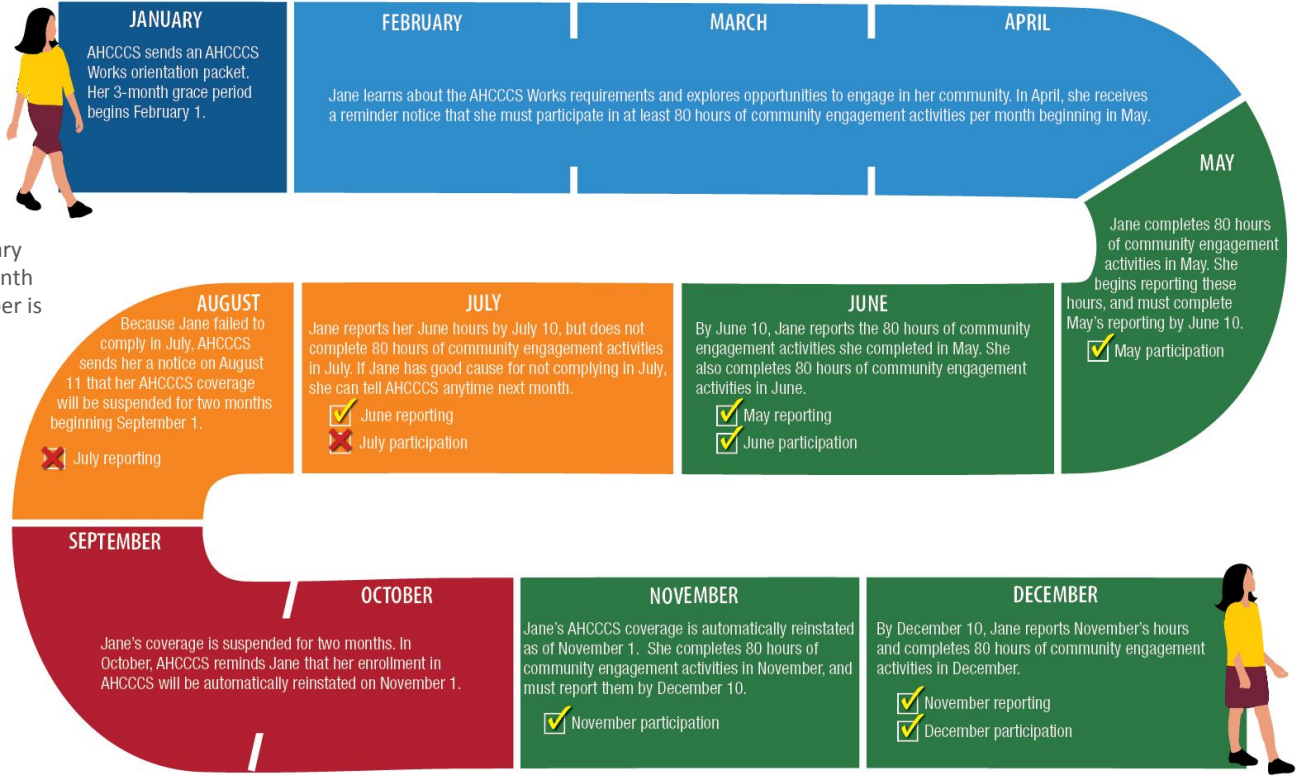 JANUARY
AHCCCS sends an AHCCCS
Works orientation packet.
Her 3-month grace period
begins February 1.
FEBRUARY
MARCH
APRIL
Jane learns about the AHCCCS Works requirements and explores opportunities to engage in her community. In April, she receives
a reminder notice that she must participate in at least 80 hours of community engagement activities per month beginning in May.
MAY
Jane completes 80 hours
of community engagement
activities in May. She
begins reporting these
hours, and must complete
May's reporting by June 10.
May participation
JUNE
By June 10, Jane reports the 80 hours of community
engagement activities she completed in May. She
also completes 80 hours of community engagement
activities in June.
May reporting
June participation
JULY
Jane reports her June hours by July 10, but does not
complete 80 hours of community engagement activities
in July. If Jane has good cause for not complying in July,
she can tell AHCCCS anytime next month.
June reporting
July participation
AUGUST
Because Jane failed to
comply in July, AHCCCS
sends her a notice on August
11 that her AHCCCS coverage
will be suspended for two months
beginning September 1.
July reporting
SEPTEMBER
OCTOBER
Jane's coverage is suspended for two months. In
October, AHCCCS reminds Jane that her enrollment in
AHCCCS will be automatically reinstated on November 1.
NOVEMBER
Jane's AHCCCS coverage is automatically reinstated
as of November 1. She completes 80 hours of
community engagement activities in November, and
must report them by December 10.
November participation
DECEMBER
By December 10, Jane reports November's hours
and completes 80 hours of community engagement
activities in December.
November reporting
December participation
is